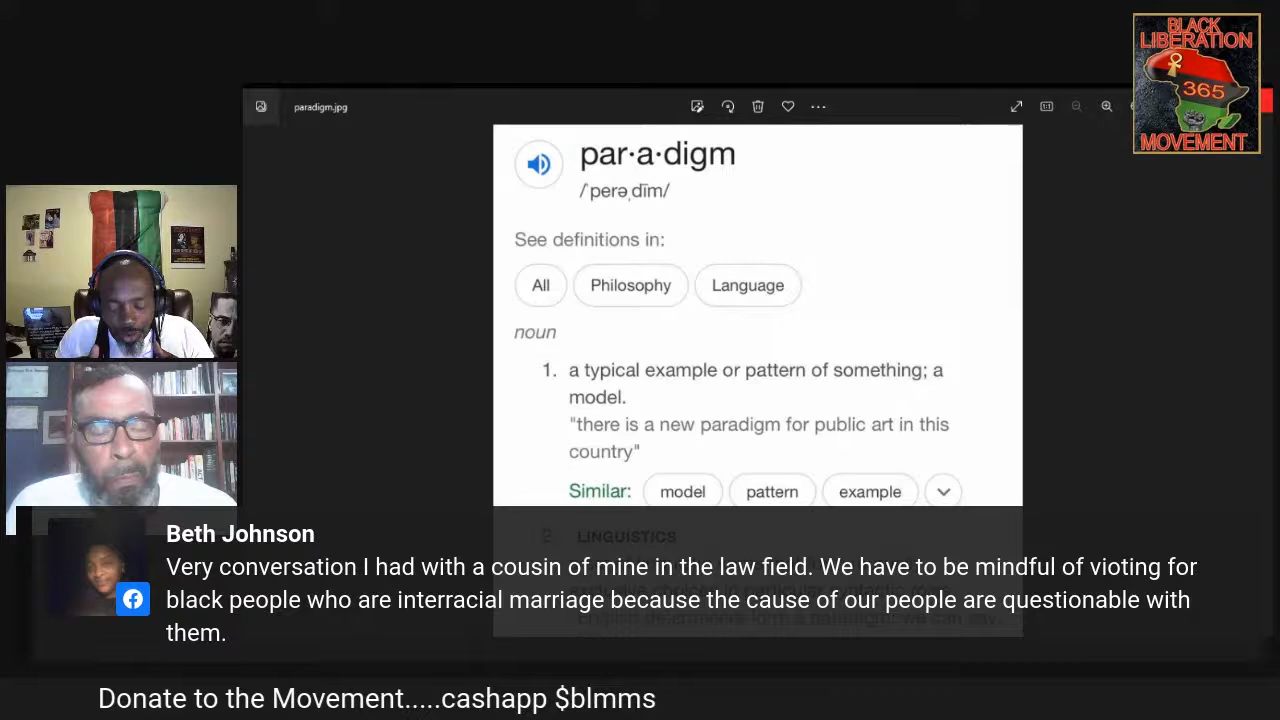 BLACK
LIBERATION
365
MOVEMENT
paradigm.jpg
par·a·digm
/ˈperəˌdīm/
See definitions in:
All
Philosophy
Language
noun
1. a typical example or pattern of something; a
model.
"there is a new paradigm for public art in this
country"
Similar:
model
pattern
example
2. LINGUISTICS
Beth Johnson
Very conversation I had with a cousin of mine in the law field. We have to be mindful of vioting for
black people who are interracial marriage because the cause of our people are questionable with
them.
Donate to the Movement.....cashapp $blmms